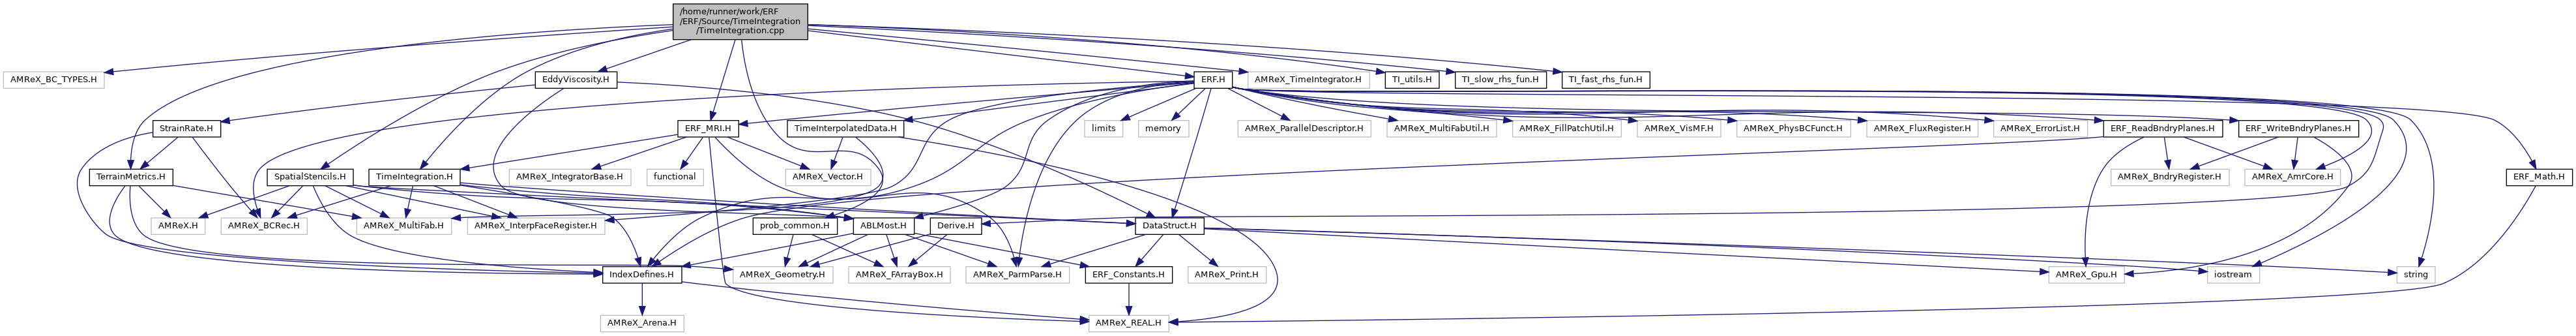 /home/runner/work/ERF
/ERF/Source/TimeIntegration
/TimeIntegration.cpp
AMReX_BC_TYPES.H
EddyViscosity.H
ERF.H
AMReX_TimeIntegrator.H
TI_utils.H
TI_slow_rhs_fun.H
TI_fast_rhs_fun.H
StrainRate.H
ERF_MRI.H
TimeInterpolatedData.H
limits
memory
AMReX_ParallelDescriptor.H
AMReX_MultiFabUtil.H
AMReX_FillPatchUtil.H
AMReX_VisMF.H
AMReX_PhysBCFunct.H
AMReX_FluxRegister.H
AMReX_ErrorList.H
ERF_ReadBndryPlanes.H
ERF_WriteBndryPlanes.H
TerrainMetrics.H
SpatialStencils.H
TimeIntegration.H
AMReX_IntegratorBase.H
functional
AMReX_Vector.H
AMReX_BndryRegister.H
AMReX_AmrCore.H
ERF_Math.H
AMReX.H
AMReX_BCRec.H
AMReX_MultiFab.H
AMReX_InterpFaceRegister.H
prob_common.H
ABLMost.H
Derive.H
DataStruct.H
IndexDefines.H
AMReX_Geometry.H
AMReX_FArrayBox.H
AMReX_ParmParse.H
ERF_Constants.H
AMReX_Print.H
AMReX_Gpu.H
iostream
string
AMReX_Arena.H
AMReX_REAL.H